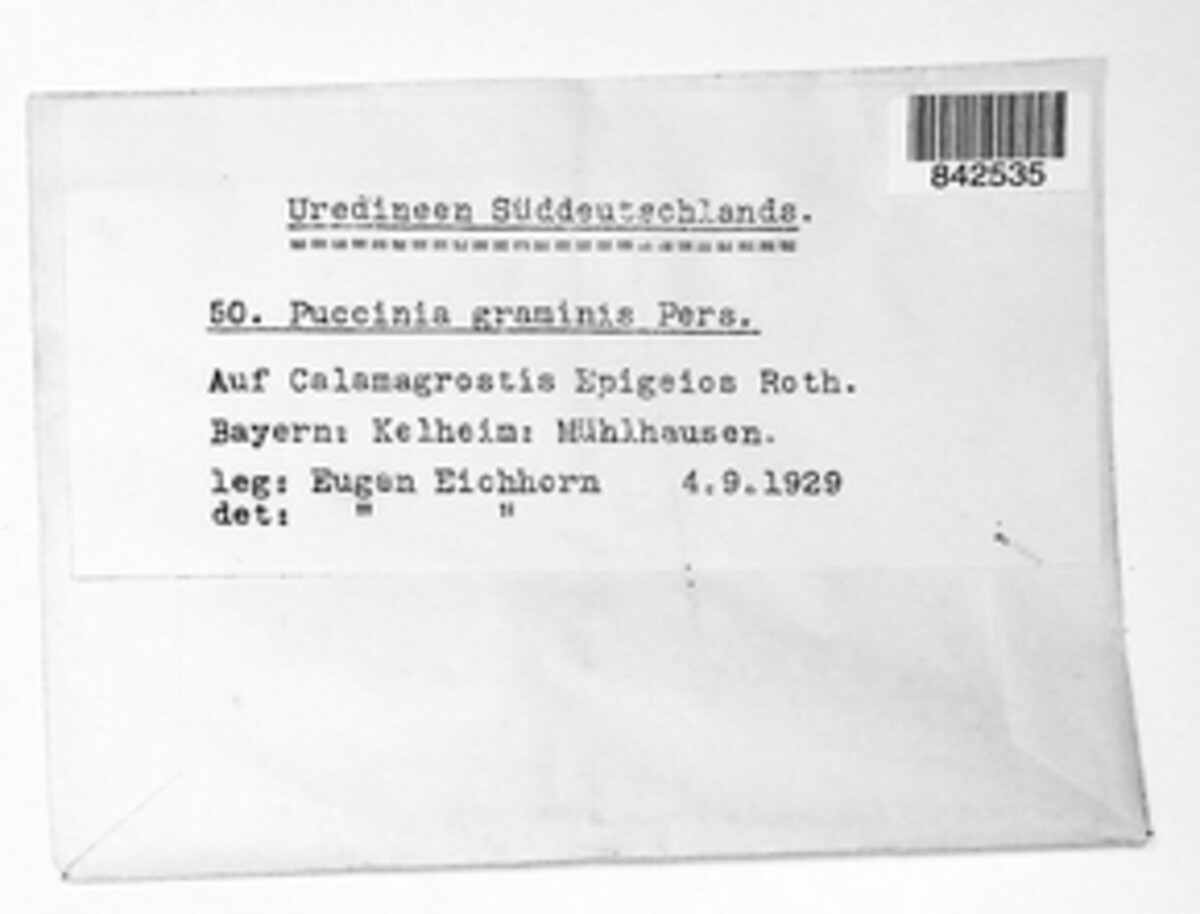 842535
Uredineen Süddeutschlands.
50. Puccinia graminis Pers.
Auf Calamagrostis Epigeios Roth.
Bayern: Kelheim: Mühlhausen.
leg: Eugen Eichhorn 4.9.1929
det: " "